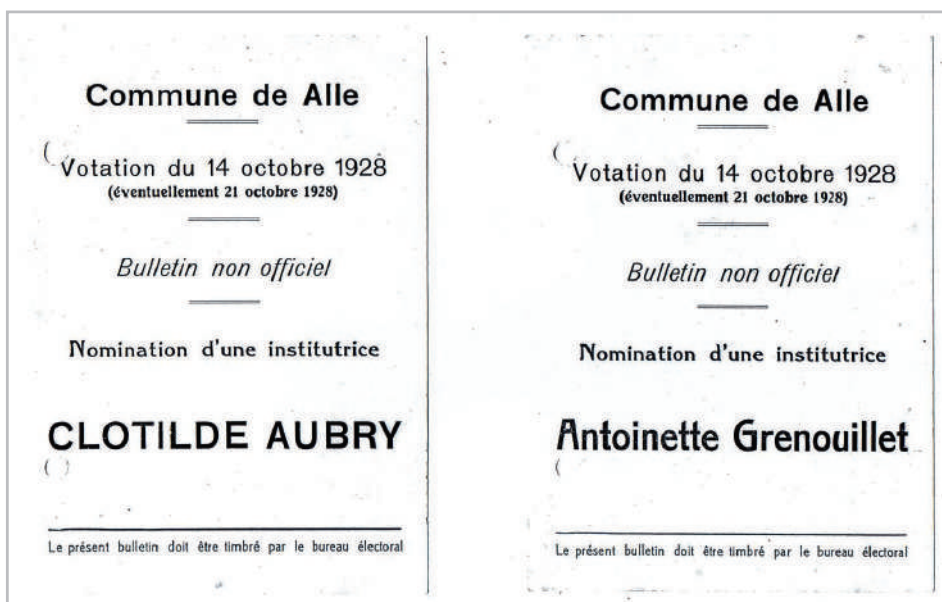 Commune de Alle
Votation du 14 octobre 1928
(éventuellement 21 octobre 1928)
Bulletin non officiel
Nomination d'une institutrice
CLOTILDE AUBRY
Le présent bulletin doit être timbré par le bureau électoral
Commune de Alle
Votation du 14 octobre 1928
(éventuellement 21 octobre 1928)
Bulletin non officiel
Nomination d'une institutrice
Antoinette Grenouillet
Le présent bulletin doit être timbré par le bureau électoral